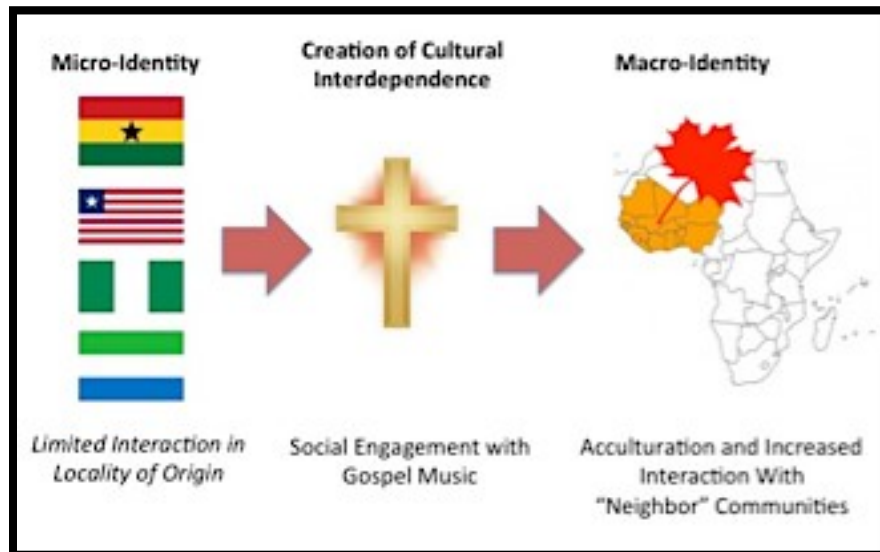 Micro-Identity
Limited Interaction in
Locality of Origin
Creation of Cultural
Interdependence
Social Engagement with
Gospel Music
Macro-Identity
Acculturation and Increased
Interaction With
“Neighbor” Communities